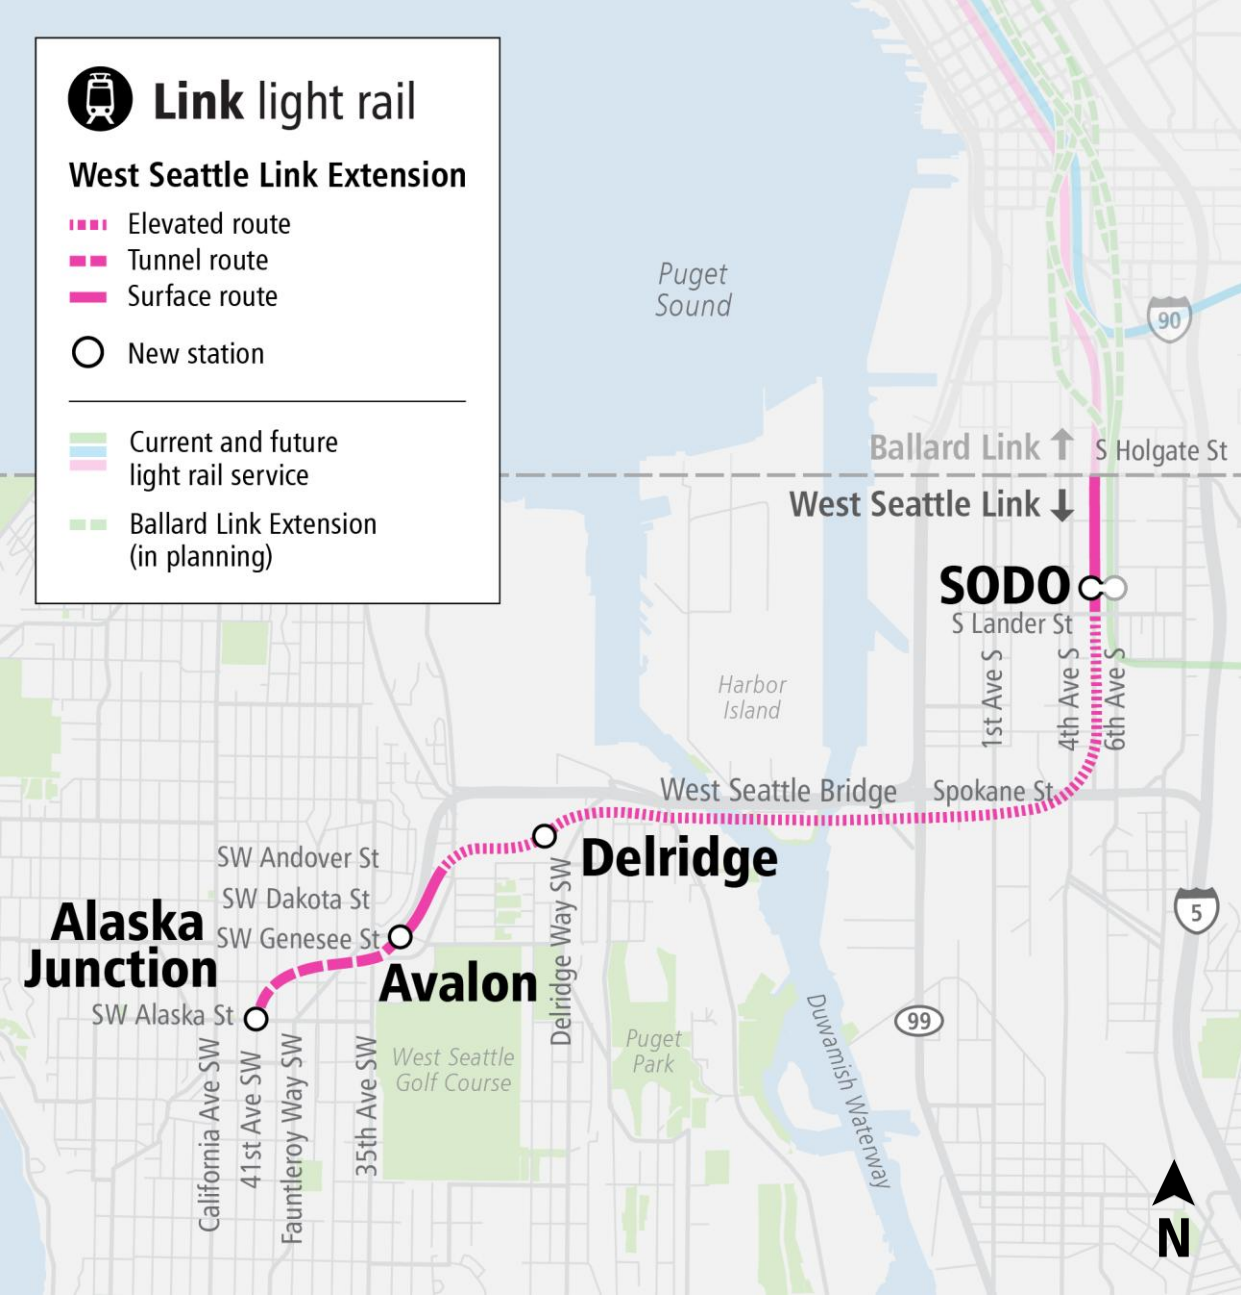 Link light rail
West Seattle Link Extension
Elevated route
Tunnel route
Surface route
New station
Current and future
light rail service
Ballard Link Extension
(in planning)
Puget
Sound
90
Ballard Link
S Holgate St
West Seattle Link
SODO
S Lander St
1st Ave S
4th Ave S
6th Ave S
Harbor
Island
West Seattle Bridge
Spokane St
Delridge
SW Andover St
SW Dakota St
SW Genesee St
Alaska
Junction
Avalon
Delridge Way SW
SW Alaska St
5
99
Puget
Park
Duwamish Waterway
West Seattle
Golf Course
California Ave SW
41st Ave SW
Fauntleroy Way SW
35th Ave SW
N